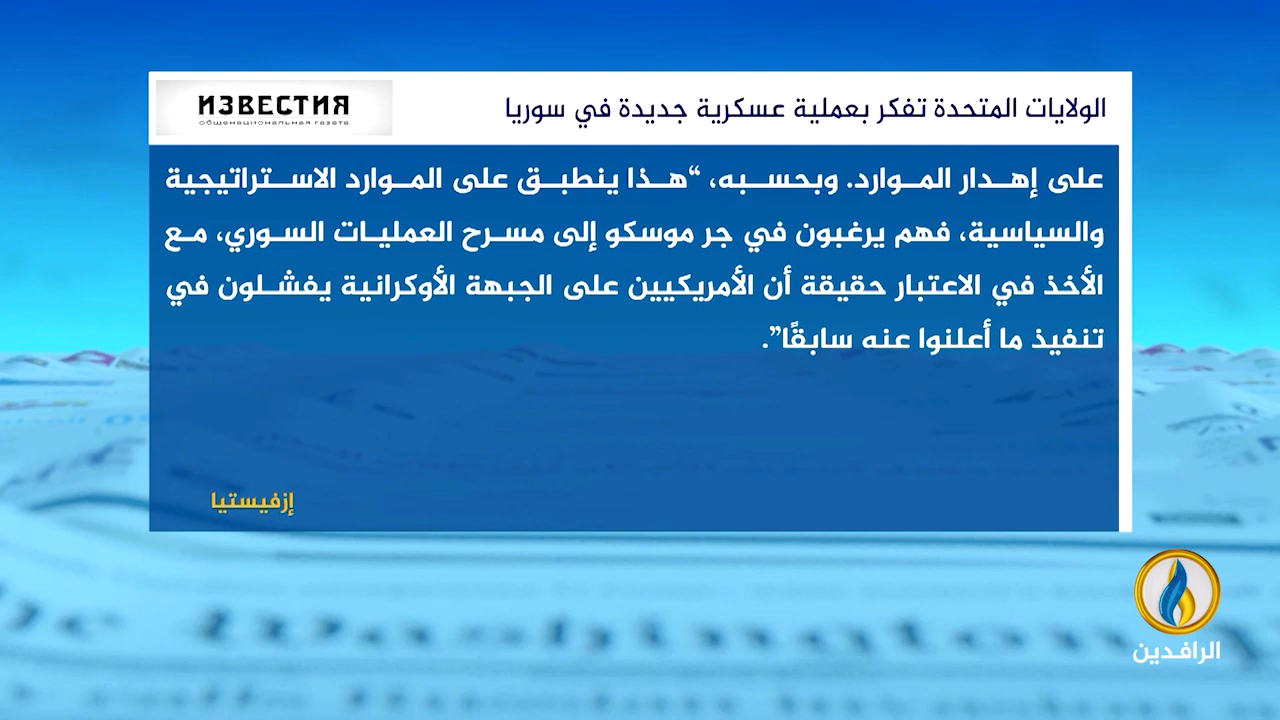 ИЗВЕСТИЯ
общенациональная газета
الولايات المتحدة تفكر بعملية عسكرية جديدة في سوريا
على إهدار الموارد. وبحسبه، “هذا ينطبق على الموارد الاستراتيجية
والسياسية، فهم يرغبون في جر موسكو إلى مسرح العمليات السوري، مع
الأخذ في الاعتبار حقيقة أن الأمريكيين على الجبهة الأوكرانية يفشلون في
تنفيذ ما أعلنوا عنه سابقًا”.
إزفيستيا
الرافدين